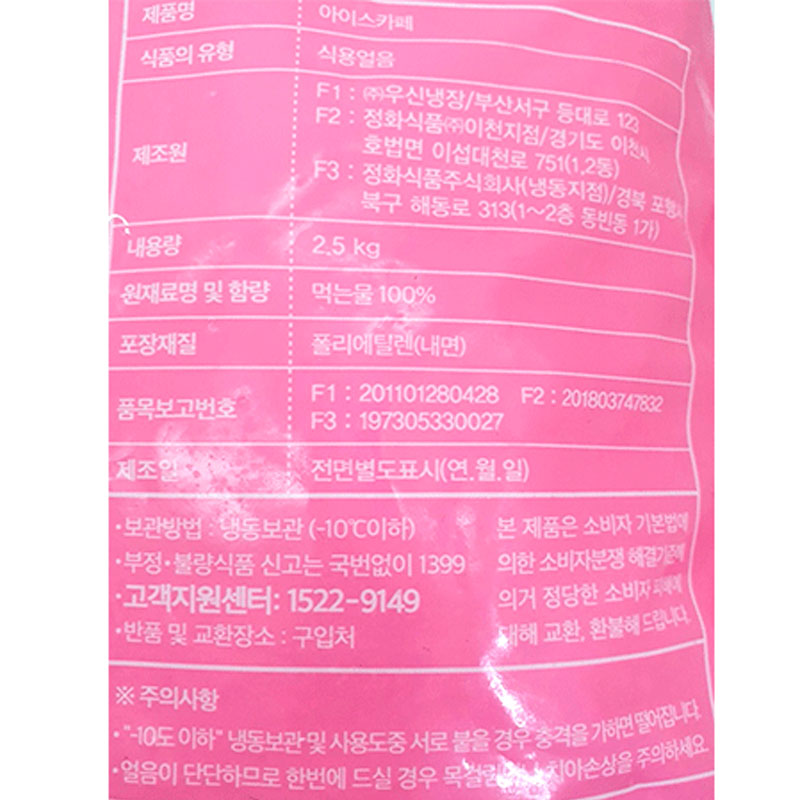 제품명 아이스카페
식품의 유형 식용얼음
제조원 F1 : ㈜우신냉장/부산서구 등대로 123
F2 : 정화식품㈜이천지점/경기도 이천시
호법면 이섭대천로 751(1,2동)
F3 : 정화식품주식회사(냉동지점)/경북 포항시
북구 해동로 313(1~2층 동반동 1가)
내용량 2.5 kg
원재료명 및 함량 먹는물 100%
포장재질 폴리에틸렌(내면)
품목보고번호 F1 : 201101280428 F2 : 201803747832
F3 : 197305330027
제조일 전면별도표시(연.월.일)
·보관방법 : 냉동보관 (-10℃이하)
·부정·불량식품 신고는 국번없이 1399
·고객지원센터: 1522-9149
·반품 및 교환장소 : 구입처
본 제품은 소비자 기본법에
의한 소비자분쟁 해결기준에
의거 정당한 소비자 피해에
대해 교환, 환불해 드립니다.
※ 주의사항
·"-10도 이하" 냉동보관 및 사용도중 서로 붙을 경우 충격을 가하면 떨어집니다.
·얼음이 단단하므로 한번에 드실 경우 치아손상을 주의하세요.